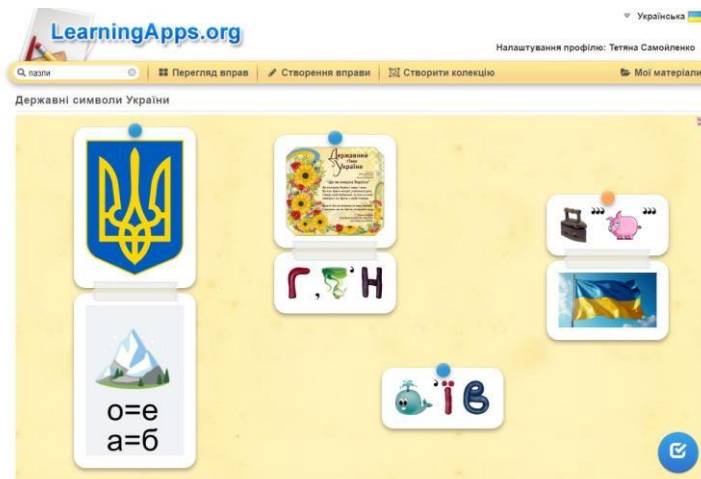 LearningApps.org
Українська
Налаштування профілю: Тетяна Самойленко
пазли
Перегляд вправ
Створення вправи
Створити колекцію
Мої матеріали
Державні символи України
Державний
гімн
України
г , ' н
о=е
а=б
,,,
,,,
' ї в